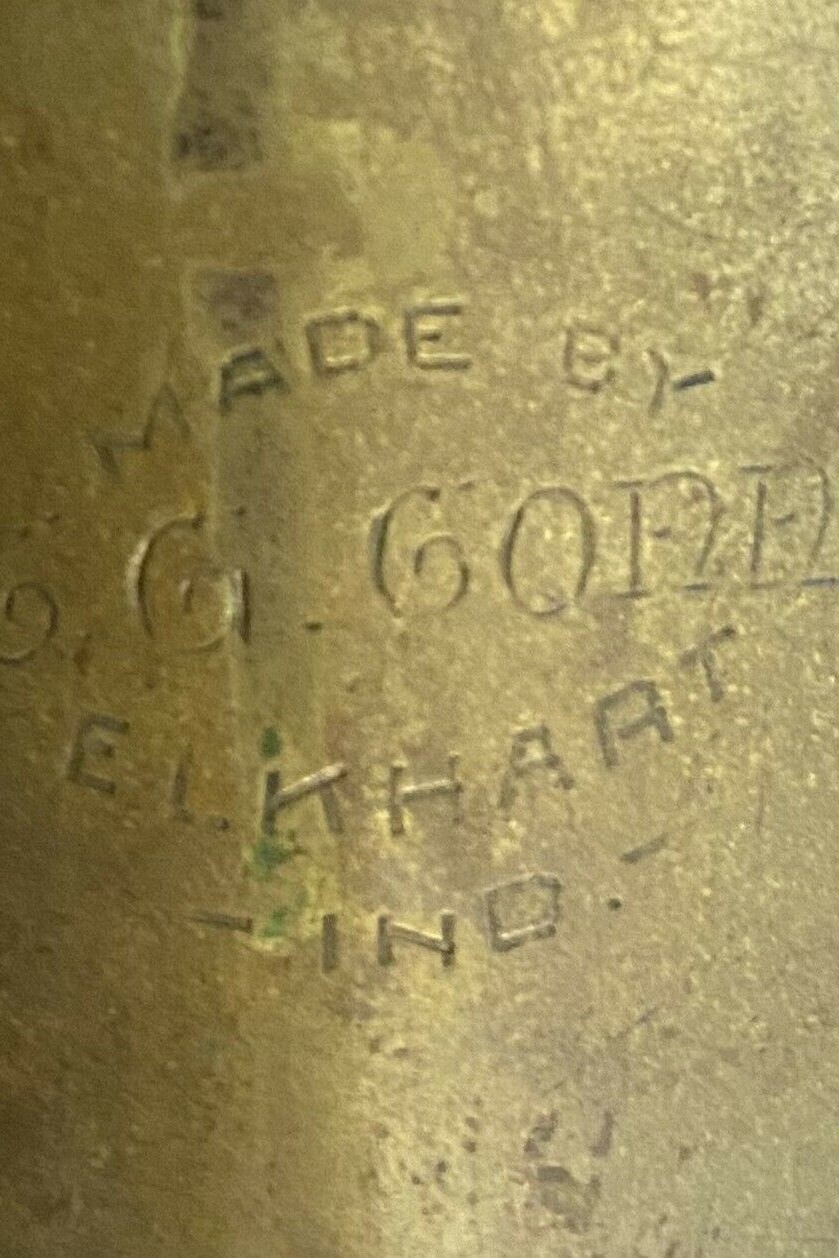 MADE BY
C. G. CONN
ELKHART
- IND. -